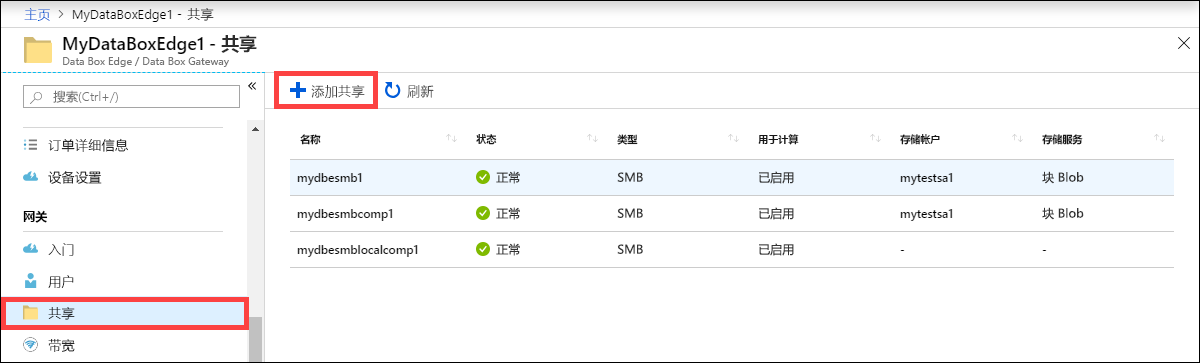 主页 > MyDataBoxEdge1 - 共享
MyDataBoxEdge1 - 共享
Data Box Edge / Data Box Gateway
搜索(Ctrl+/)
订单详细信息
设备设置
网关
入门
用户
共享
带宽
添加共享 刷新
名称 状态 类型 用于计算 存储帐户 存储服务
mydbesmb1 正常 SMB 已启用 mytestsa1 块 Blob
mydbesmbcomp1 正常 SMB 已启用 mytestsa1 块 Blob
mydbesmblocalcomp1 正常 SMB 已启用 - -